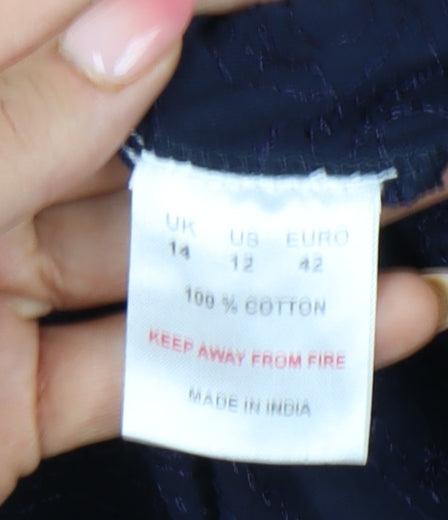 UK US EURO
14 12 42
100 % COTTON
KEEP AWAY FROM FIRE
MADE IN INDIA